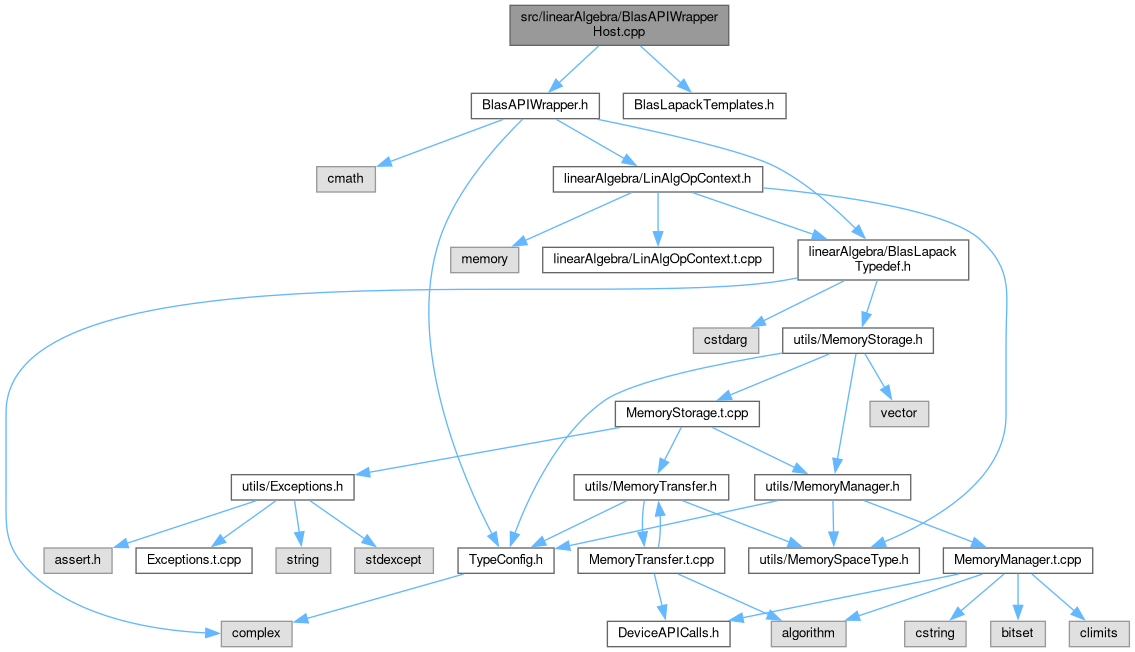 src/linearAlgebra/BlasAPIWrapper
Host.cpp
BlasAPIWrapper.h
BlasLapackTemplates.h
cmath
linearAlgebra/LinAlgOpContext.h
memory
linearAlgebra/LinAlgOpContext.t.cpp
linearAlgebra/BlasLapack
Typedef.h
cstdarg
utils/MemoryStorage.h
MemoryStorage.t.cpp
vector
utils/Exceptions.h
utils/MemoryTransfer.h
utils/MemoryManager.h
assert.h
Exceptions.t.cpp
string
stdexcept
TypeConfig.h
MemoryTransfer.t.cpp
utils/MemorySpaceType.h
MemoryManager.t.cpp
complex
DeviceAPICalls.h
algorithm
cstring
bitset
climits